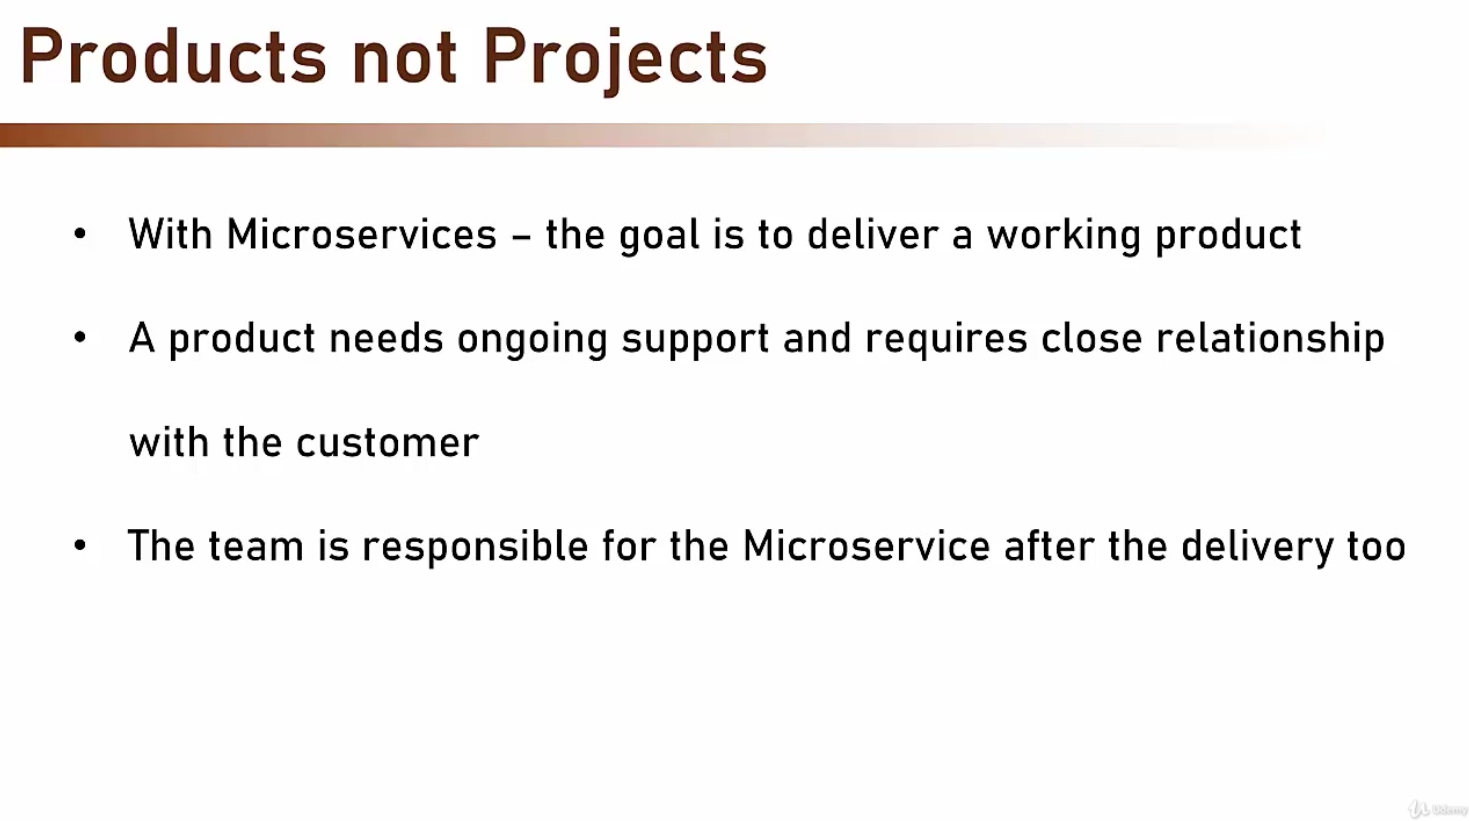 Products not Projects
• With Microservices – the goal is to deliver a working product
• A product needs ongoing support and requires close relationship
with the customer
• The team is responsible for the Microservice after the delivery too
Udemy